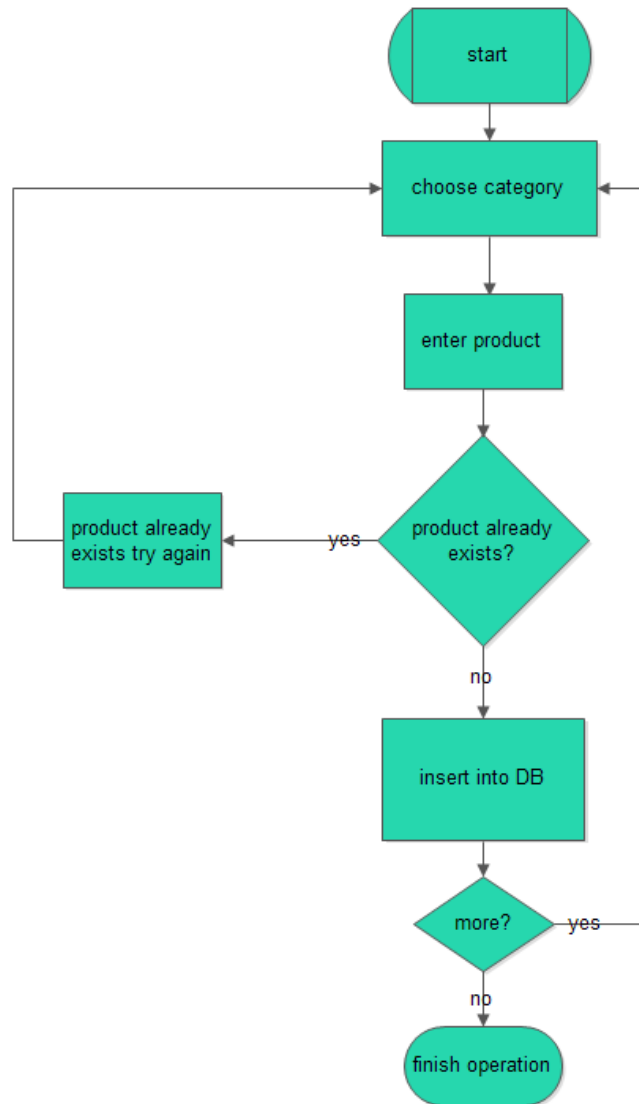 start
choose category
enter product
product already
exists try again
yes
product already
exists?
no
insert into DB
more?
yes
no
finish operation